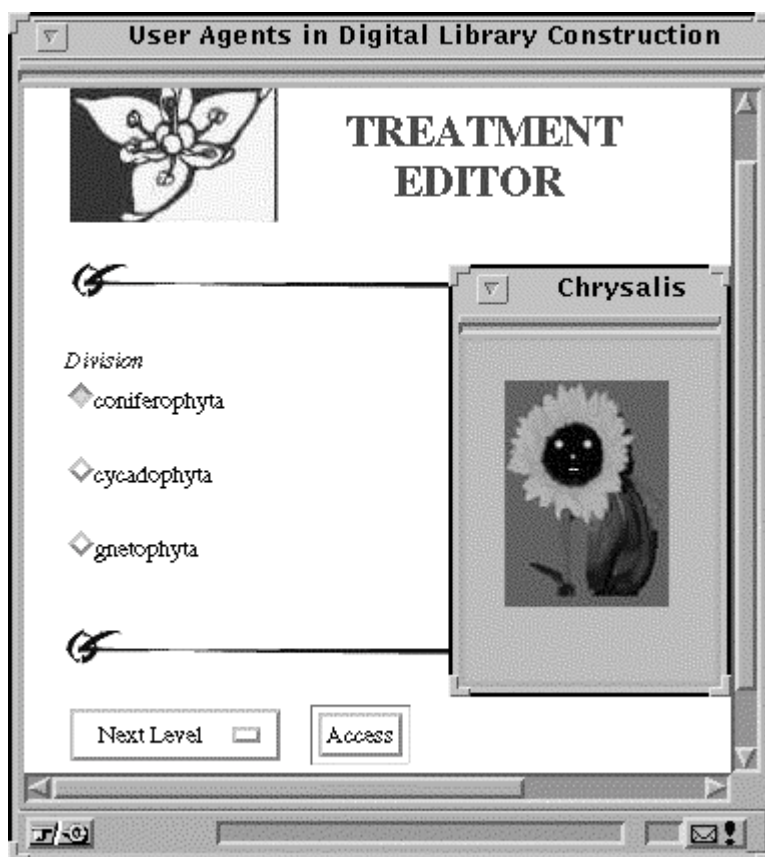 User Agents in Digital Library Construction
TREATMENT
EDITOR
Chrysalis
Division
coniferophyta
cycadophyta
gnetophyta
Next Level
Access